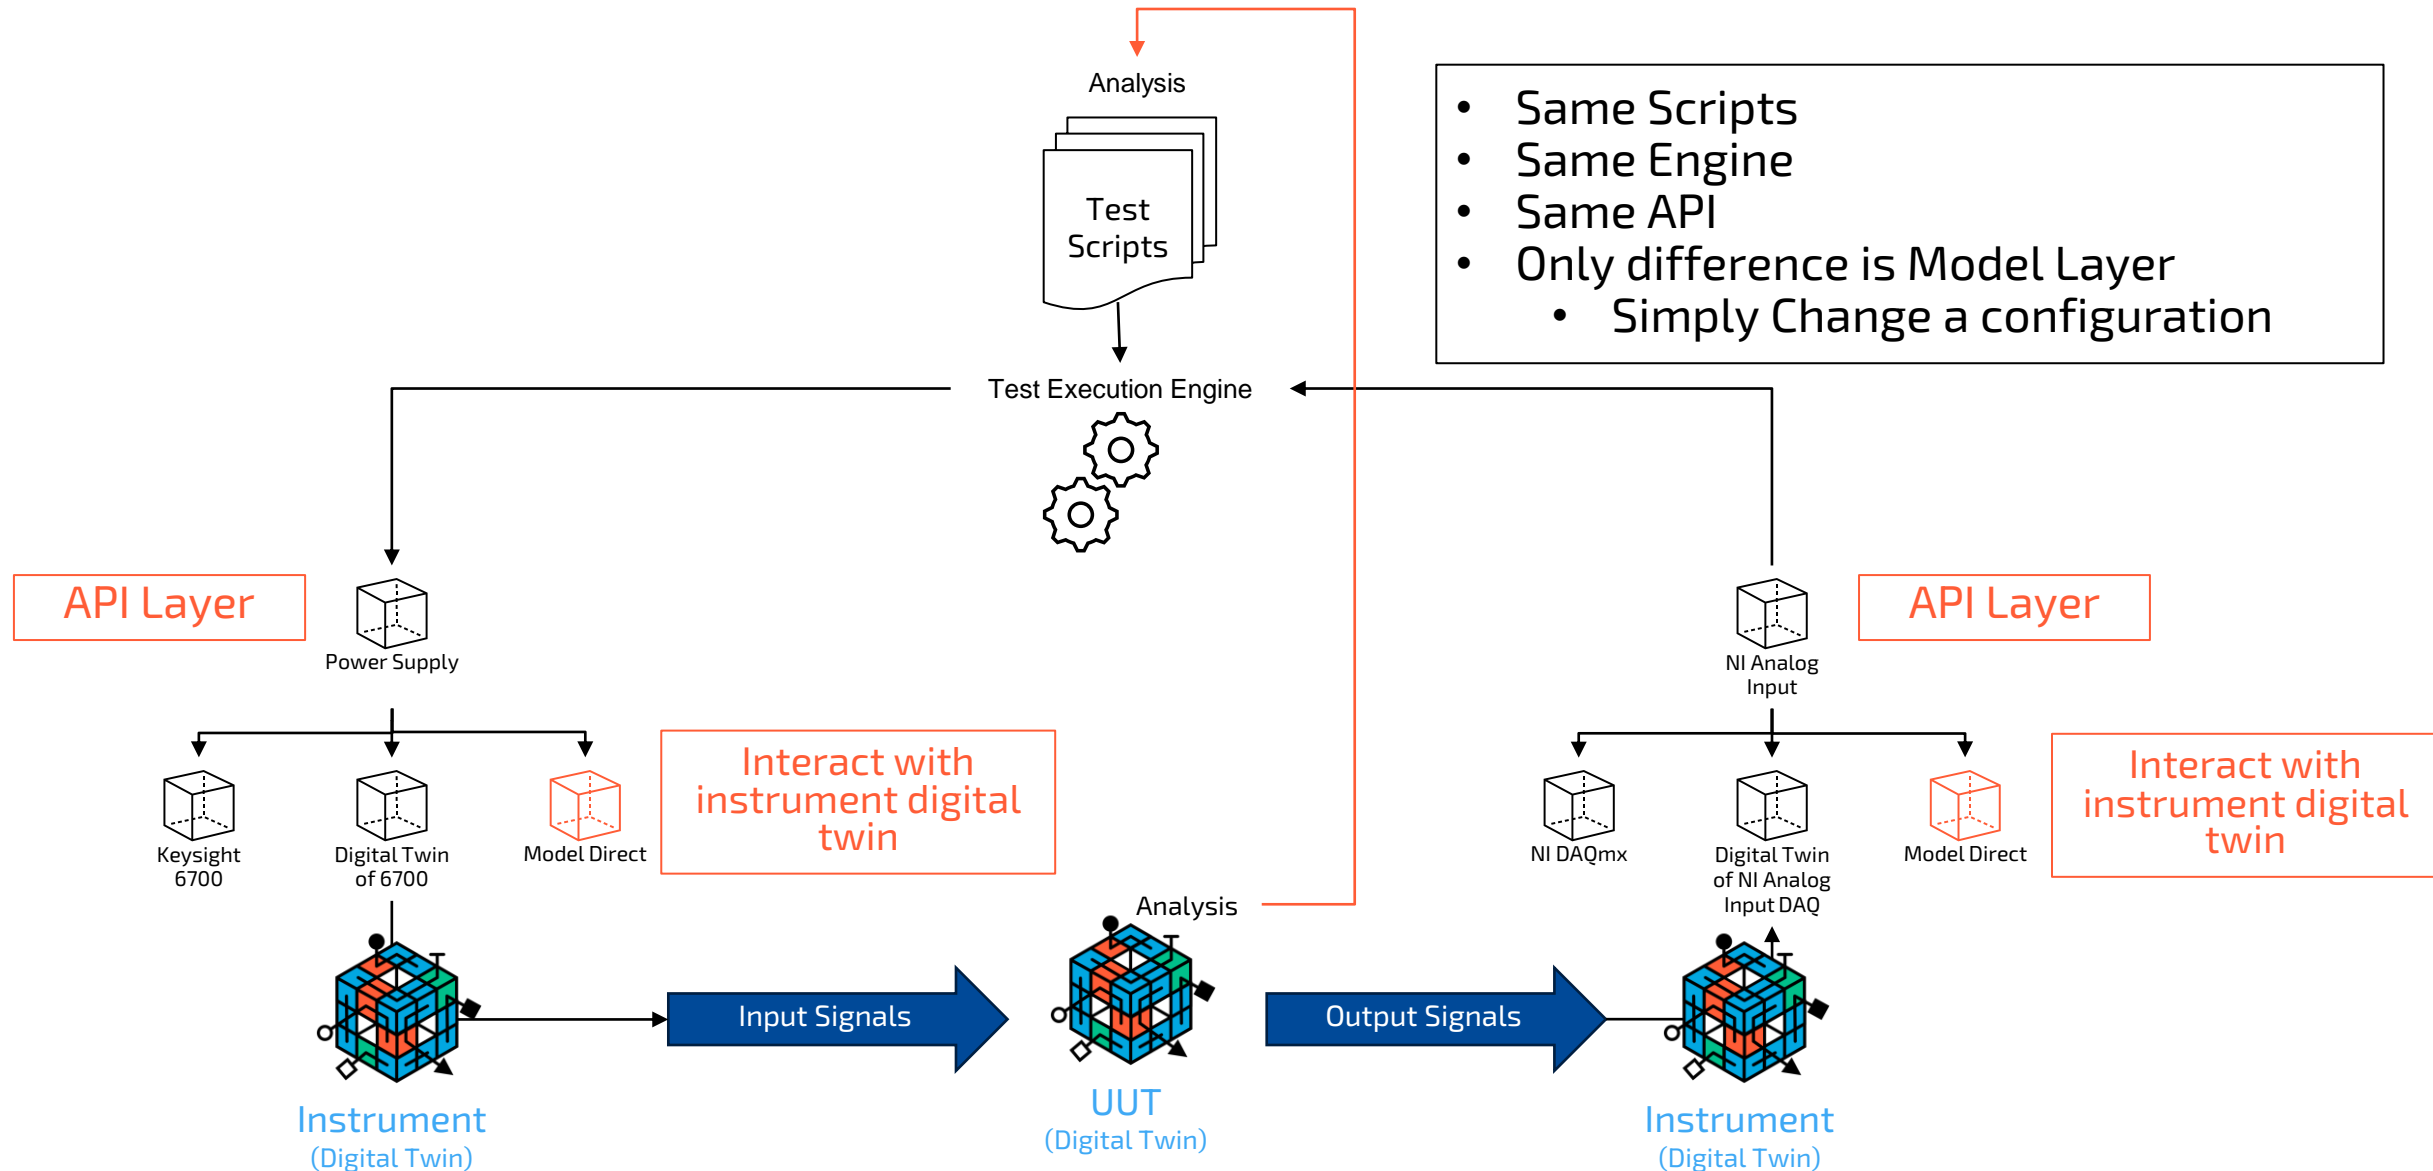 Analysis
Test
Scripts
• Same Scripts
• Same Engine
• Same API
• Only difference is Model Layer
• Simply Change a configuration
Test Execution Engine
API Layer
Power Supply
Keysight
6700
Digital Twin
of 6700
Model Direct
Interact with
instrument digital
twin
API Layer
NI Analog
Input
NI DAQmx
Digital Twin
of NI Analog
Input DAQ
Model Direct
Interact with
instrument digital
twin
Analysis
Input Signals
Output Signals
Instrument
(Digital Twin)
UUT
(Digital Twin)
Instrument
(Digital Twin)